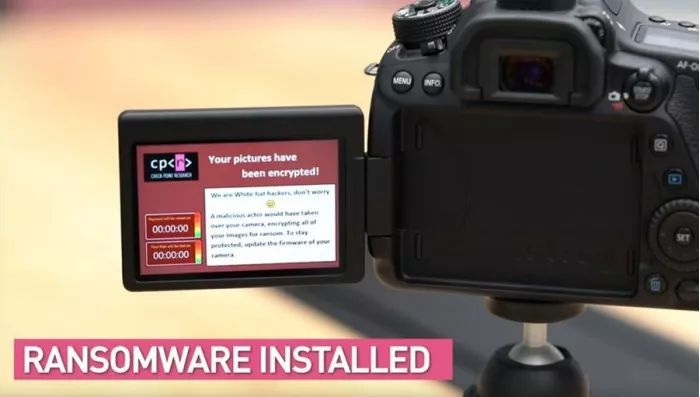 MENU
INFO.
AF-O
cp<r>
CHECK POINT RESEARCH
Your pictures have
been encrypted!
We are White-hat hackers, don't worry
A malicious actor would have taken
over your camera, encrypting all of
your images for ransom. To stay
protected, update the firmware of your
camera.
00:00:00
00:00:00
SET
RANSOMWARE INSTALLED